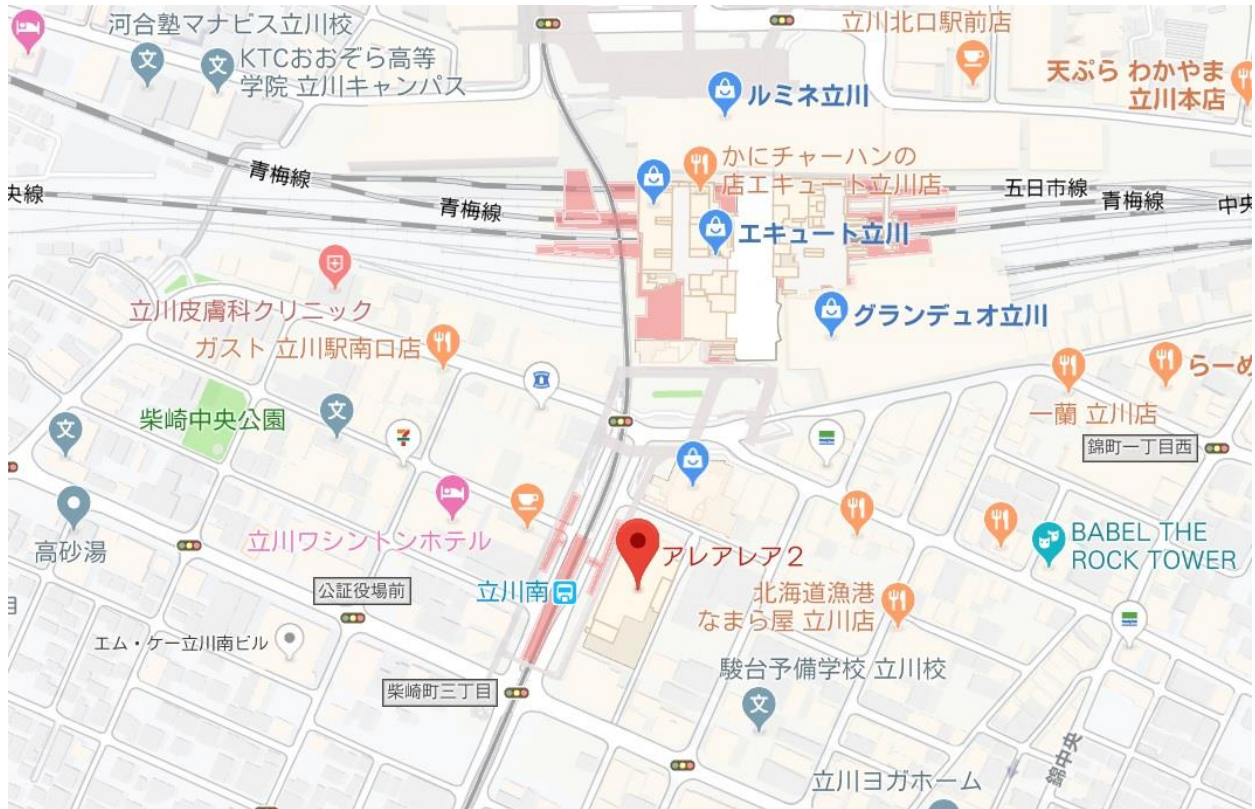 河合塾マナビス立川校
KTCおおぞら高等
学院 立川キャンパス
立川北口駅前店
天ぷら わかやま
立川本店
ルミネ立川
かにチャーハンの
店エキュート立川店
青梅線
央線
青梅線
五日市線
青梅線
中央
エキュート立川
立川皮膚科クリニック
グランデュオ立川
ガスト 立川駅南口店
らーめ
柴崎中央公園
一蘭 立川店
錦町一丁目西
立川ワシントンホテル
高砂湯
BABEL THE
ROCK TOWER
アレアレア2
立川南
公証役場前
北海道漁港
なまら屋 立川店
目
エム・ケー立川南ビル
駿台予備学校 立川校
柴崎町三丁目
錦中央
立川ヨガホーム